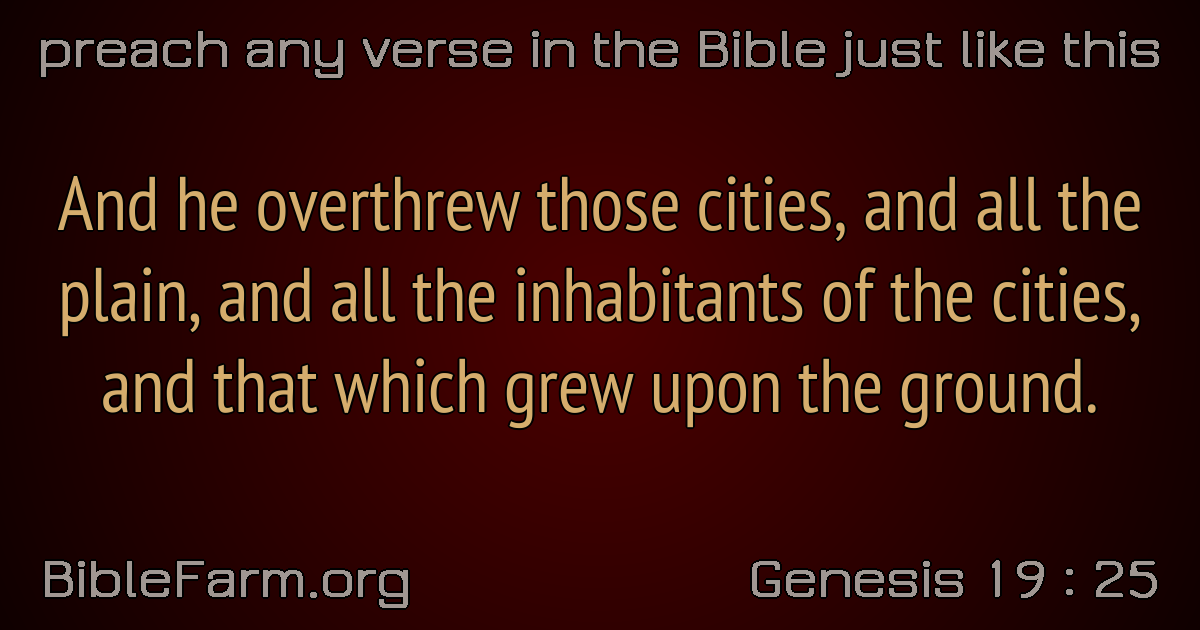 preach any verse in the Bible just like this
And he overthrew those cities, and all the
plain, and all the inhabitants of the cities,
and that which grew upon the ground.
BibleFarm.org
Genesis 19 : 25